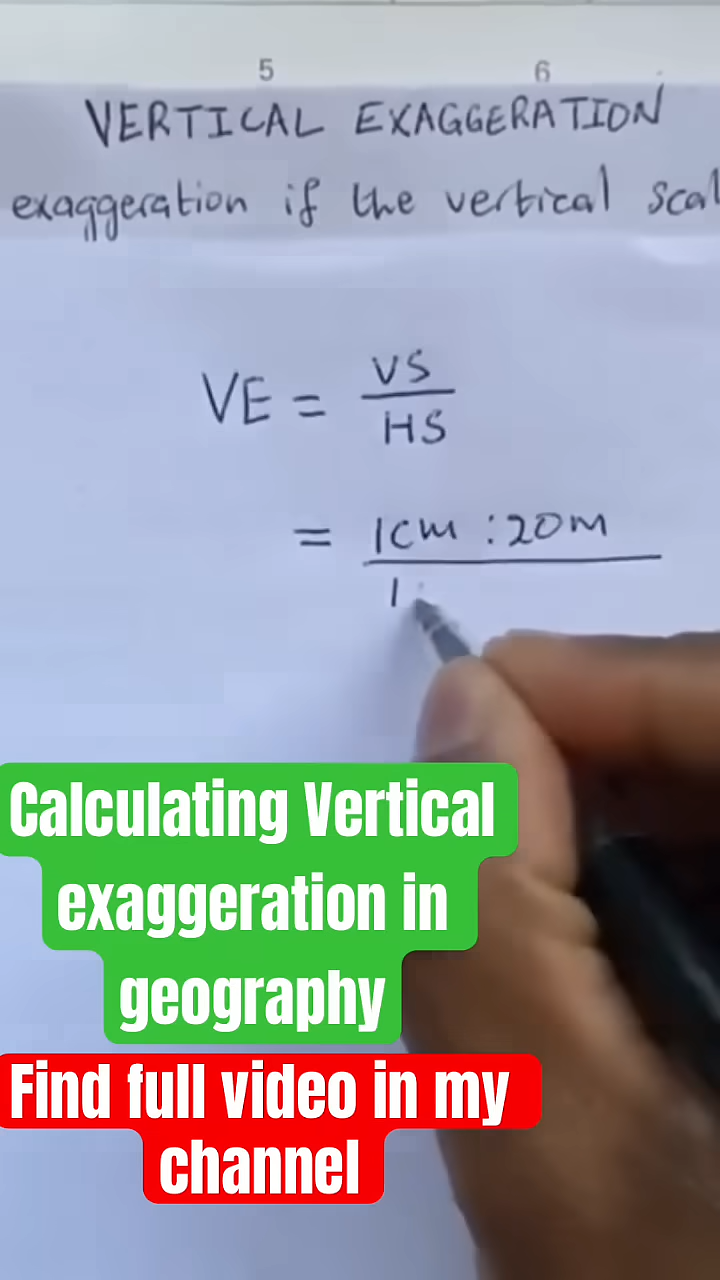 5 6
VERTICAL EXAGGERATION
exaggeration if the vertical
VE = VS
HS
= 1cm : 20m
1
Calculating Vertical
exaggeration in
geography
Find full video in my
channel